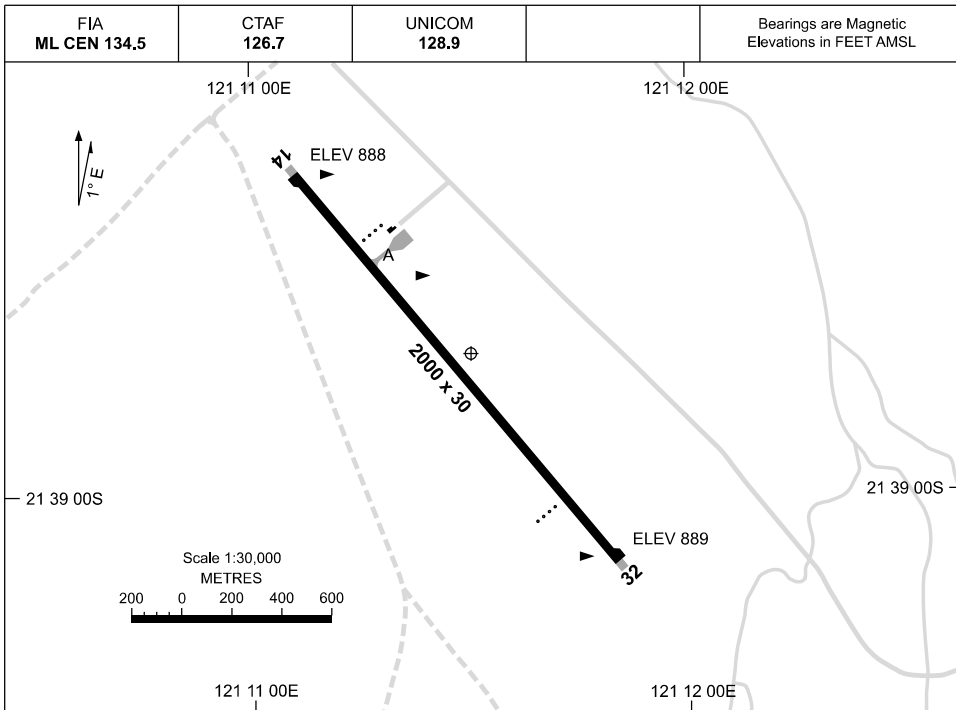 FIA
ML CEN 134.5
CTAF
126.7
UNICOM
128.9
Bearings are Magnetic
Elevations in FEET AMSL
121 11 00E
121 12 00E
1° E
14
ELEV 888
A
2000 x 30
21 39 00S
21 39 00S
ELEV 889
32
Scale 1:30,000
METRES
200 0 200 400 600
121 11 00E
121 12 00E